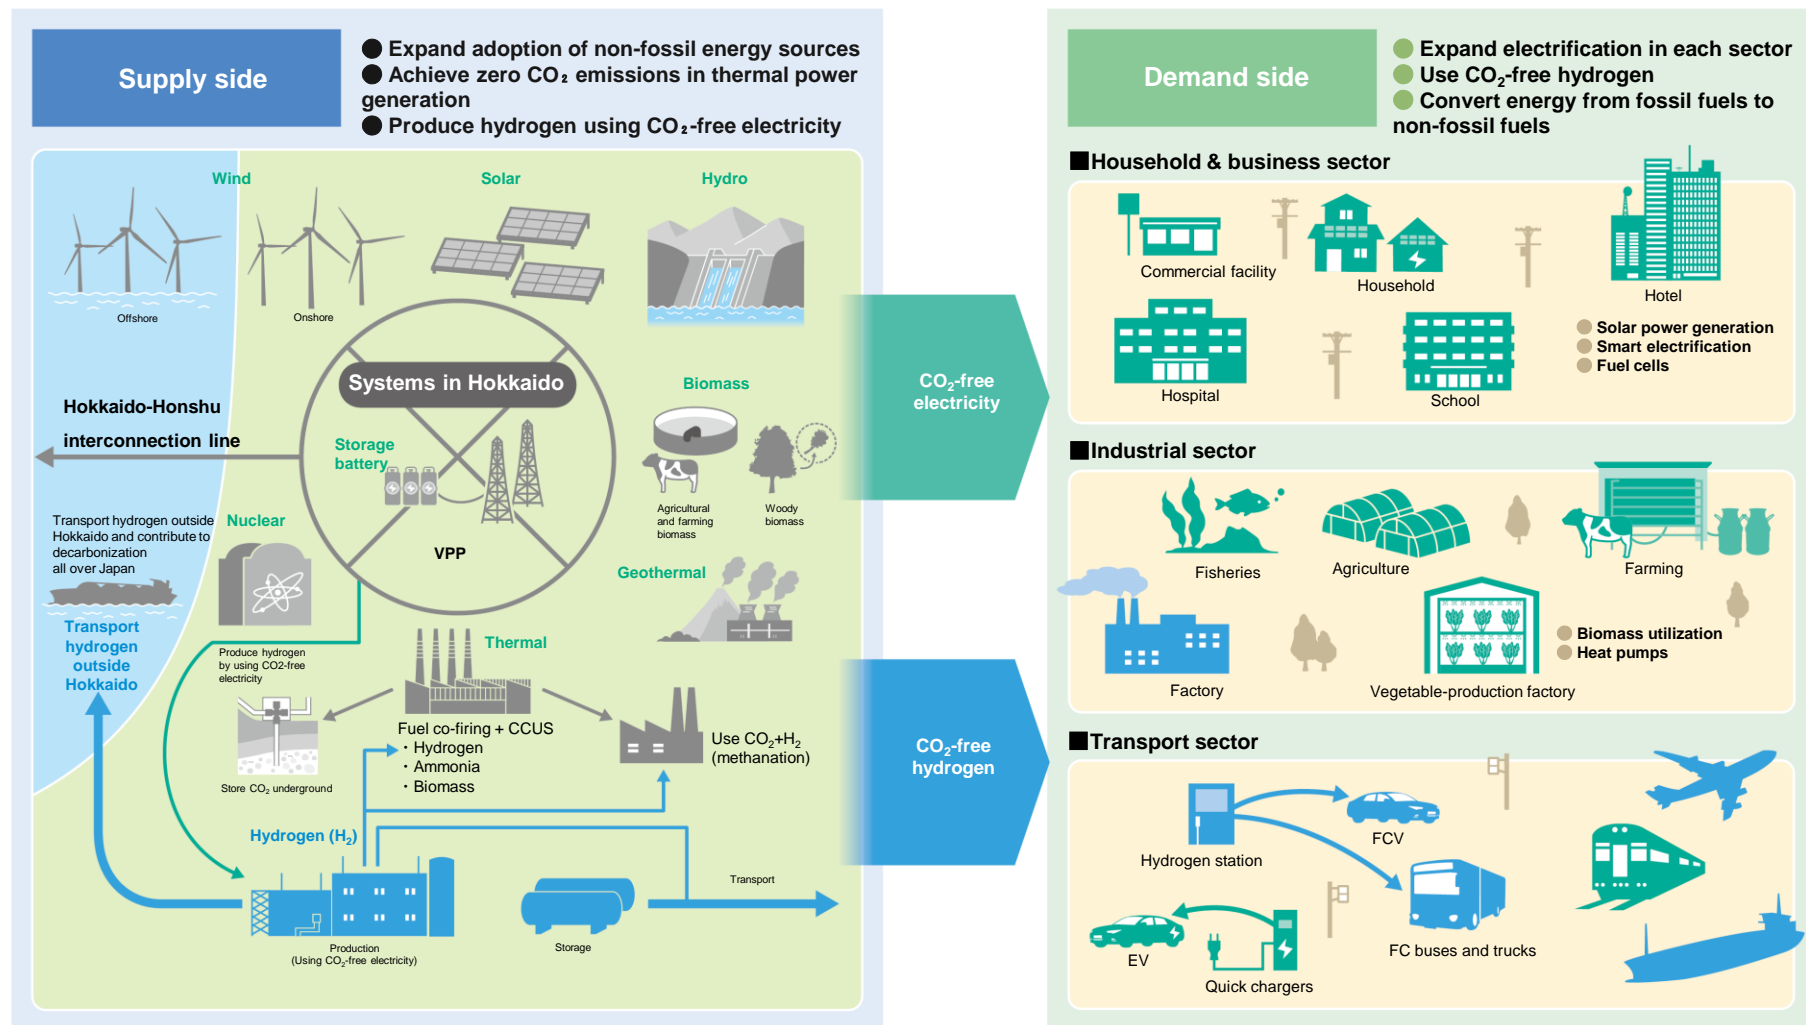 Supply side
● Expand adoption of non-fossil energy sources
● Achieve zero CO₂ emissions in thermal power
generation
● Produce hydrogen using CO₂-free electricity
Wind
Solar
Hydro
Offshore
Onshore
Systems in Hokkaido
Hokkaido-Honshu
interconnection line
Storage
battery
VPP
Biomass
Agricultural
and farming
biomass
Woody
biomass
Transport hydrogen outside
Hokkaido and contribute to
decarbonization
all over Japan
Nuclear
Geothermal
Transport
hydrogen
outside
Hokkaido
Produce hydrogen
by using CO2-free
electricity
Thermal
Fuel co-firing + CCUS
・Hydrogen
・Ammonia
・Biomass
Use CO₂+H₂
(methanation)
Store CO₂ underground
Hydrogen (H₂)
Production
(Using CO₂-free electricity)
Storage
Transport
CO₂-free
electricity
CO₂-free
hydrogen
Demand side
● Expand electrification in each sector
● Use CO₂-free hydrogen
● Convert energy from fossil fuels to
non-fossil fuels
■Household & business sector
Commercial facility
Household
Hotel
Hospital
School
● Solar power generation
● Smart electrification
● Fuel cells
■Industrial sector
Fisheries
Agriculture
Farming
Factory
Vegetable-production factory
● Biomass utilization
● Heat pumps
■Transport sector
Hydrogen station
FCV
FC buses and trucks
EV
Quick chargers